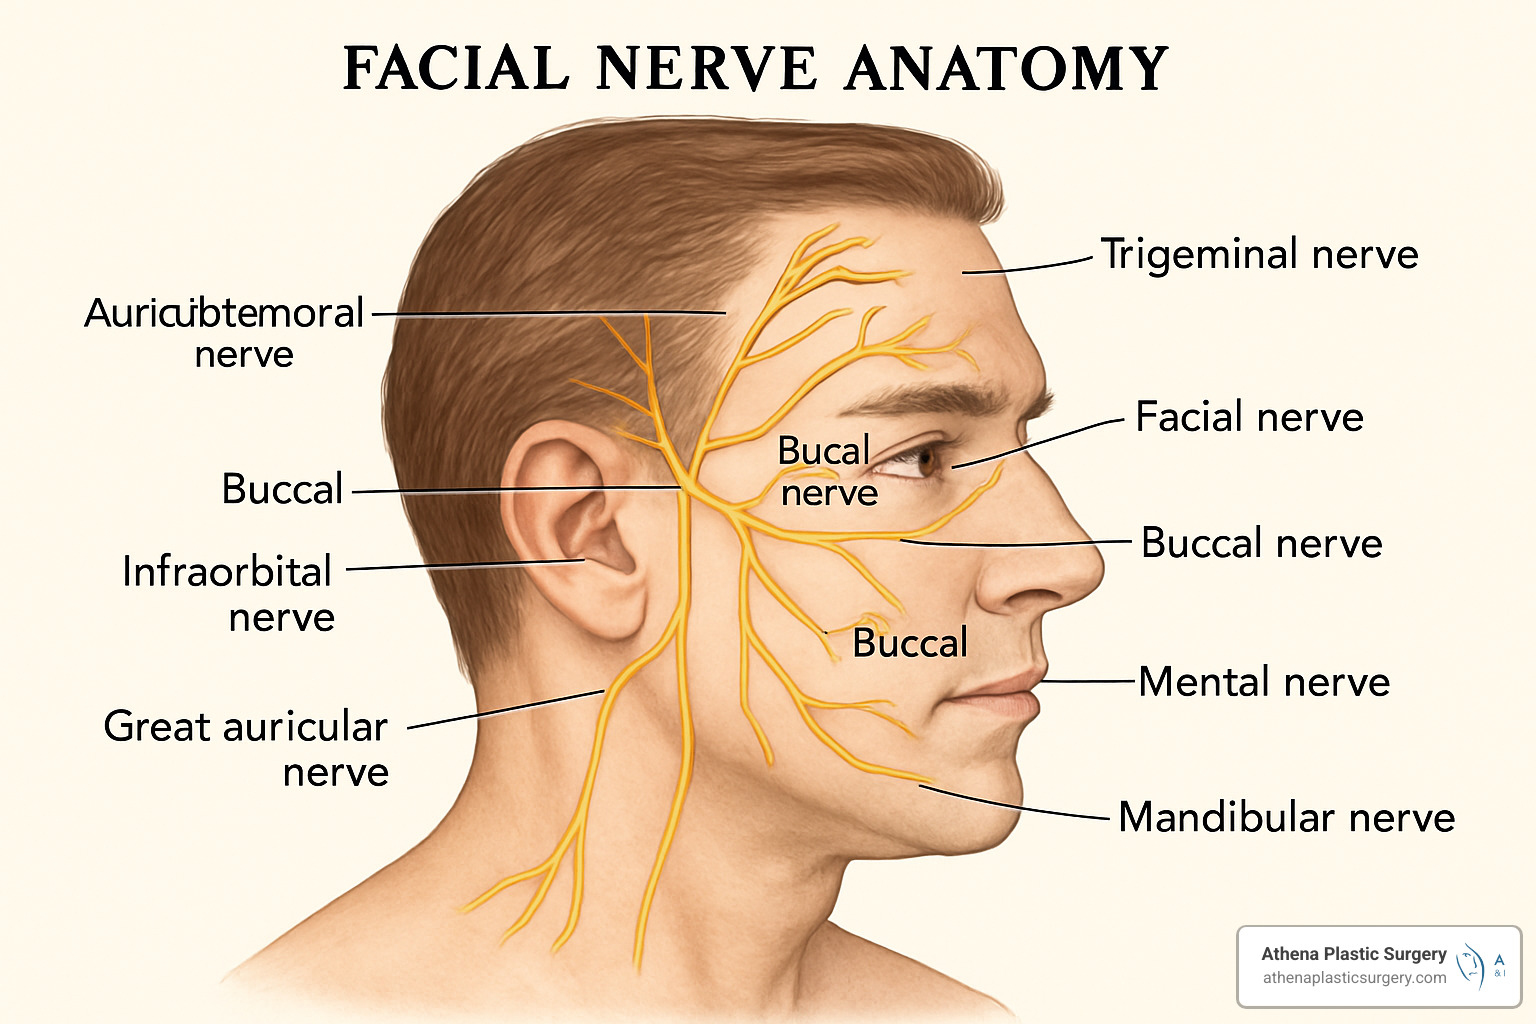 FACIAL NERVE ANATOMY
Trigeminal nerve
Auricubtemoral
nerve
Facial nerve
Bucal
nerve
Buccal
Buccal nerve
Infraorbital
nerve
Buccal
Mental nerve
Great auricular
nerve
Mandibular nerve
Athena Plastic Surgery
athenaplasticsurgery.com
A
& I